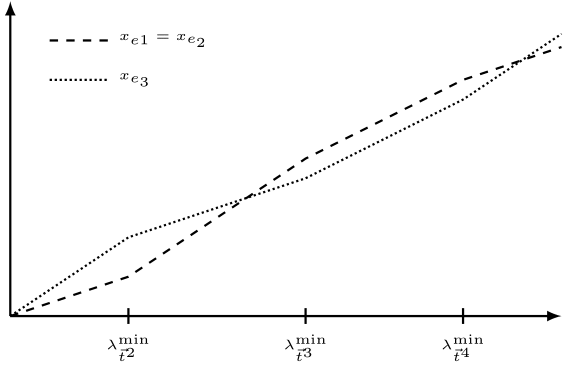 x_{e1} = x_{e_2}
x_{e_3}
λ^{min}_{\vec{t}^2} λ^{min}_{\vec{t}^3} λ^{min}_{\vec{t}^4}